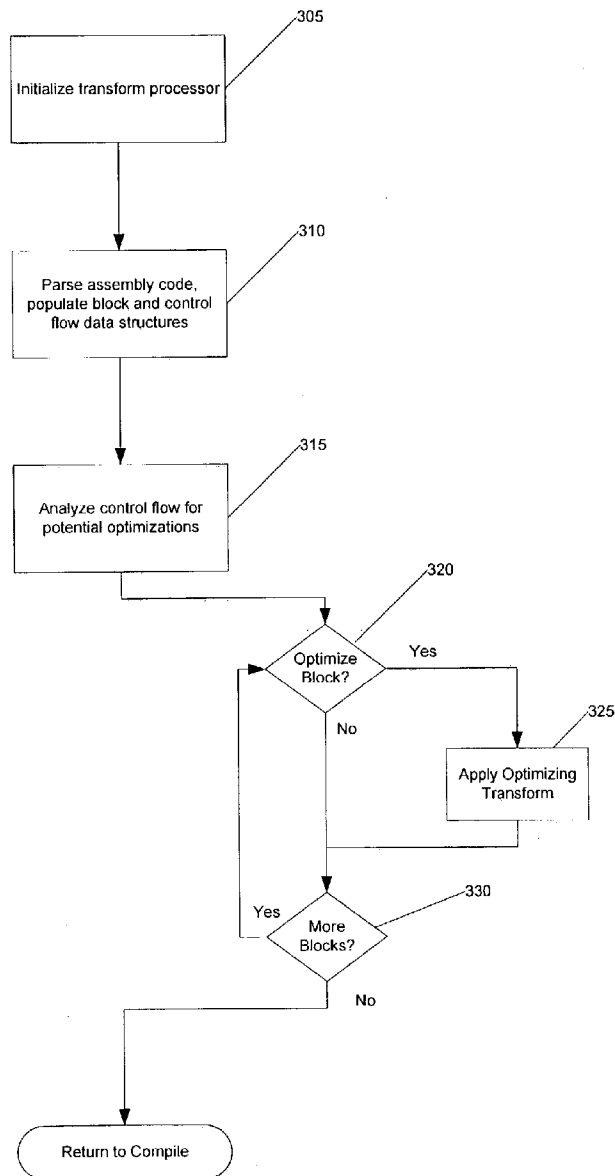 305
Initialize transform processor
310
Parse assembly code,
populate block and control
flow data structures
315
Analyze control flow for
potential optimizations
320
Optimize
Block?
Yes
No
325
Apply Optimizing
Transform
330
More
Blocks?
Yes
No
Return to Compile